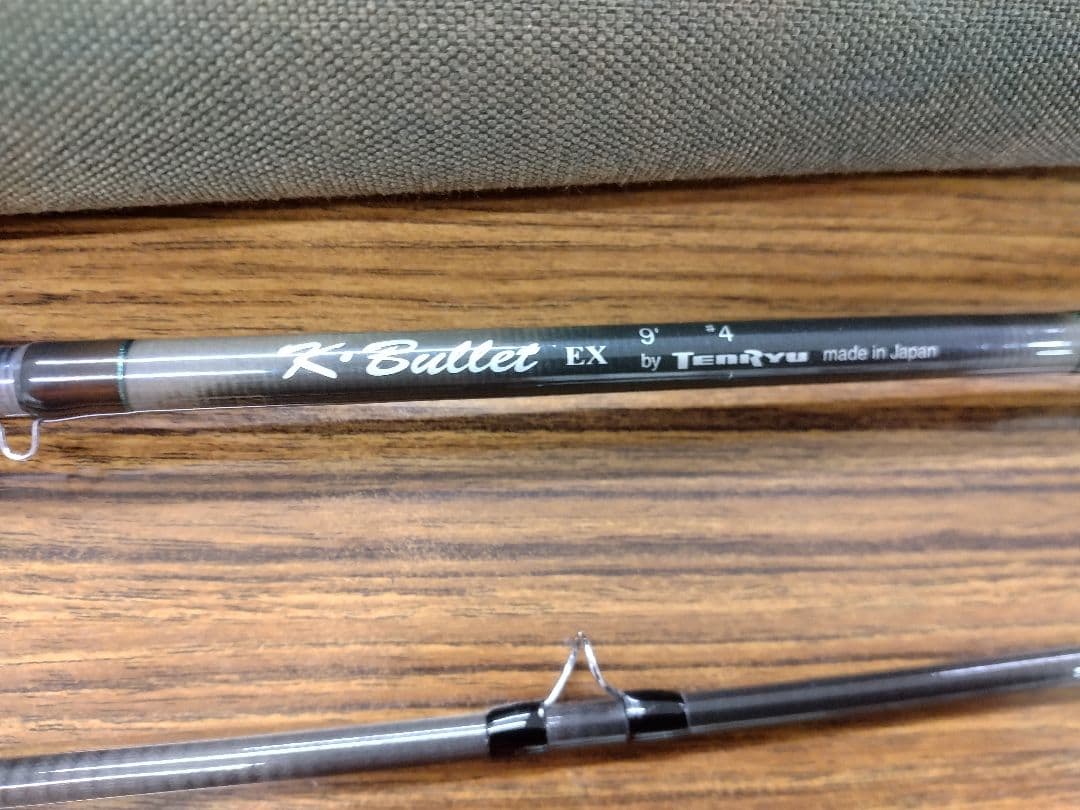 K•Bullet EX 9' #4
by TENRYU made in Japan